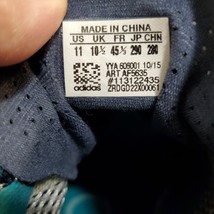 MADE IN CHINA
US UK FR JP CHN
11 10½ 45⅓ 290 280
YYA 606001 10/15
ART AF5635
#113122435
ZRDGD22X00061
adidas